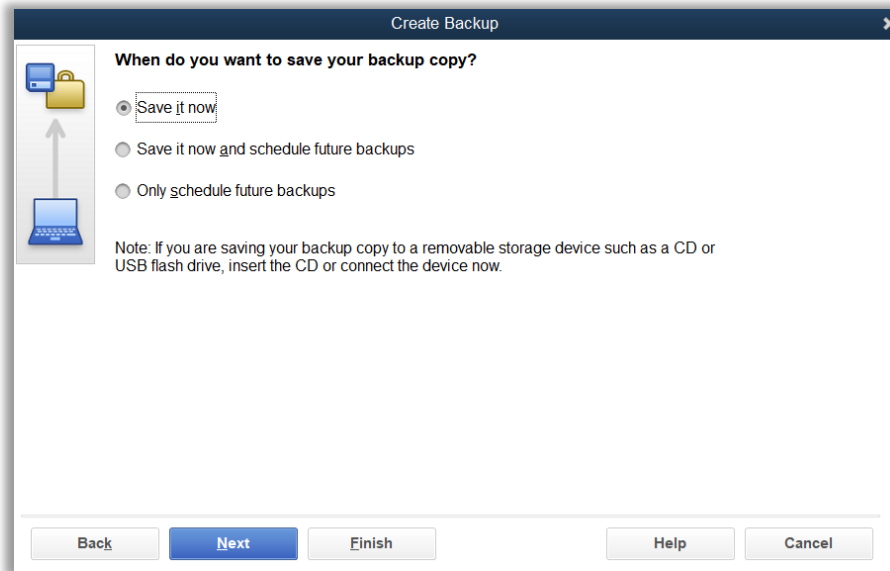 Create Backup
When do you want to save your backup copy?
Save it now
Save it now and schedule future backups
Only schedule future backups
Note: If you are saving your backup copy to a removable storage device such as a CD or
USB flash drive, insert the CD or connect the device now.
Back Next Finish Help Cancel